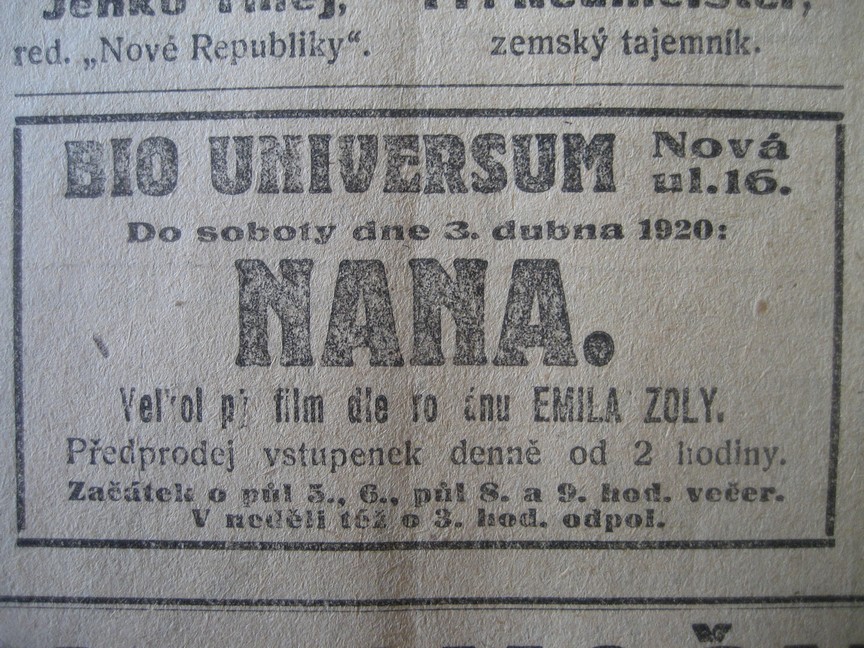 red. „Nové Republiky“.
zemský tajemník.
BIO UNIVERSUM Nová ul.16.
Do soboty dne 3. dubna 1920:
NANA.
film dle EMILA ZOLY.
Předprodej vstupenek denně od 2 hodiny.
Začátek o půl 5., 6., půl 8. a 9. hod. večer.
V neděli též o 3. hod. odpol.